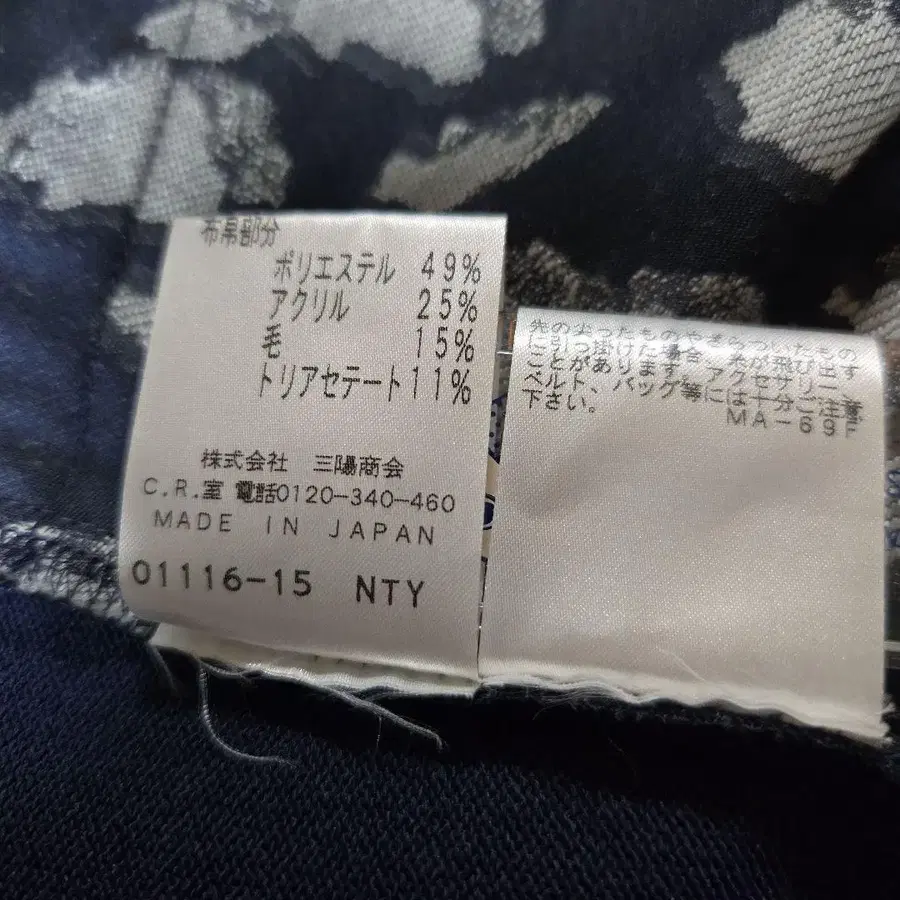 布帛部分
ポリエステル 49%
アクリル 25%
毛 15%
トリアセテート 11%
株式会社 三陽商会
C.R.室 電話0120-340-460
MADE IN JAPAN
01116-15 NTY
先の尖ったものやざらついたもの
に引っ掛けた場合、糸が飛び出す
ことがあります。アクセサリー、
ベルト、バッグ等には十分ご注意
下さい。
MA-69F